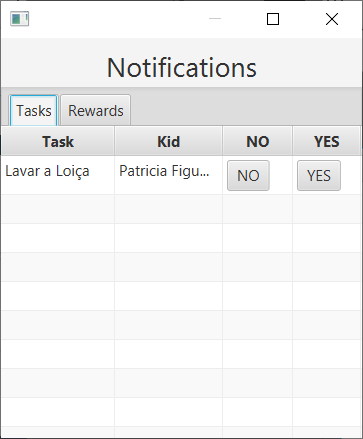 Notifications
Tasks Rewards
Task Kid NO YES
Lavar a Loiça Patricia Figu... NO YES